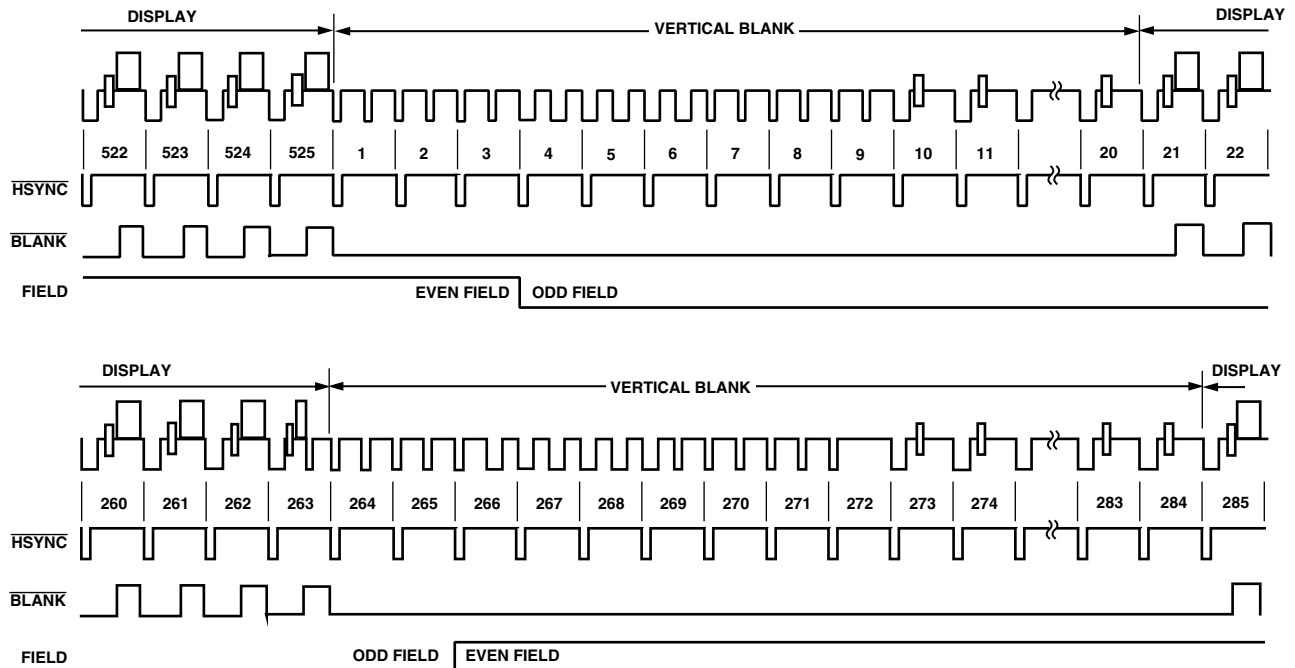 DISPLAY VERTICAL BLANK DISPLAY
522 523 524 525 1 2 3 4 5 6 7 8 9 10 11 20 21 22
HSYNC
BLANK
FIELD EVEN FIELD ODD FIELD
DISPLAY VERTICAL BLANK DISPLAY
260 261 262 263 264 265 266 267 268 269 270 271 272 273 274 283 284 285
HSYNC
BLANK
FIELD ODD FIELD EVEN FIELD